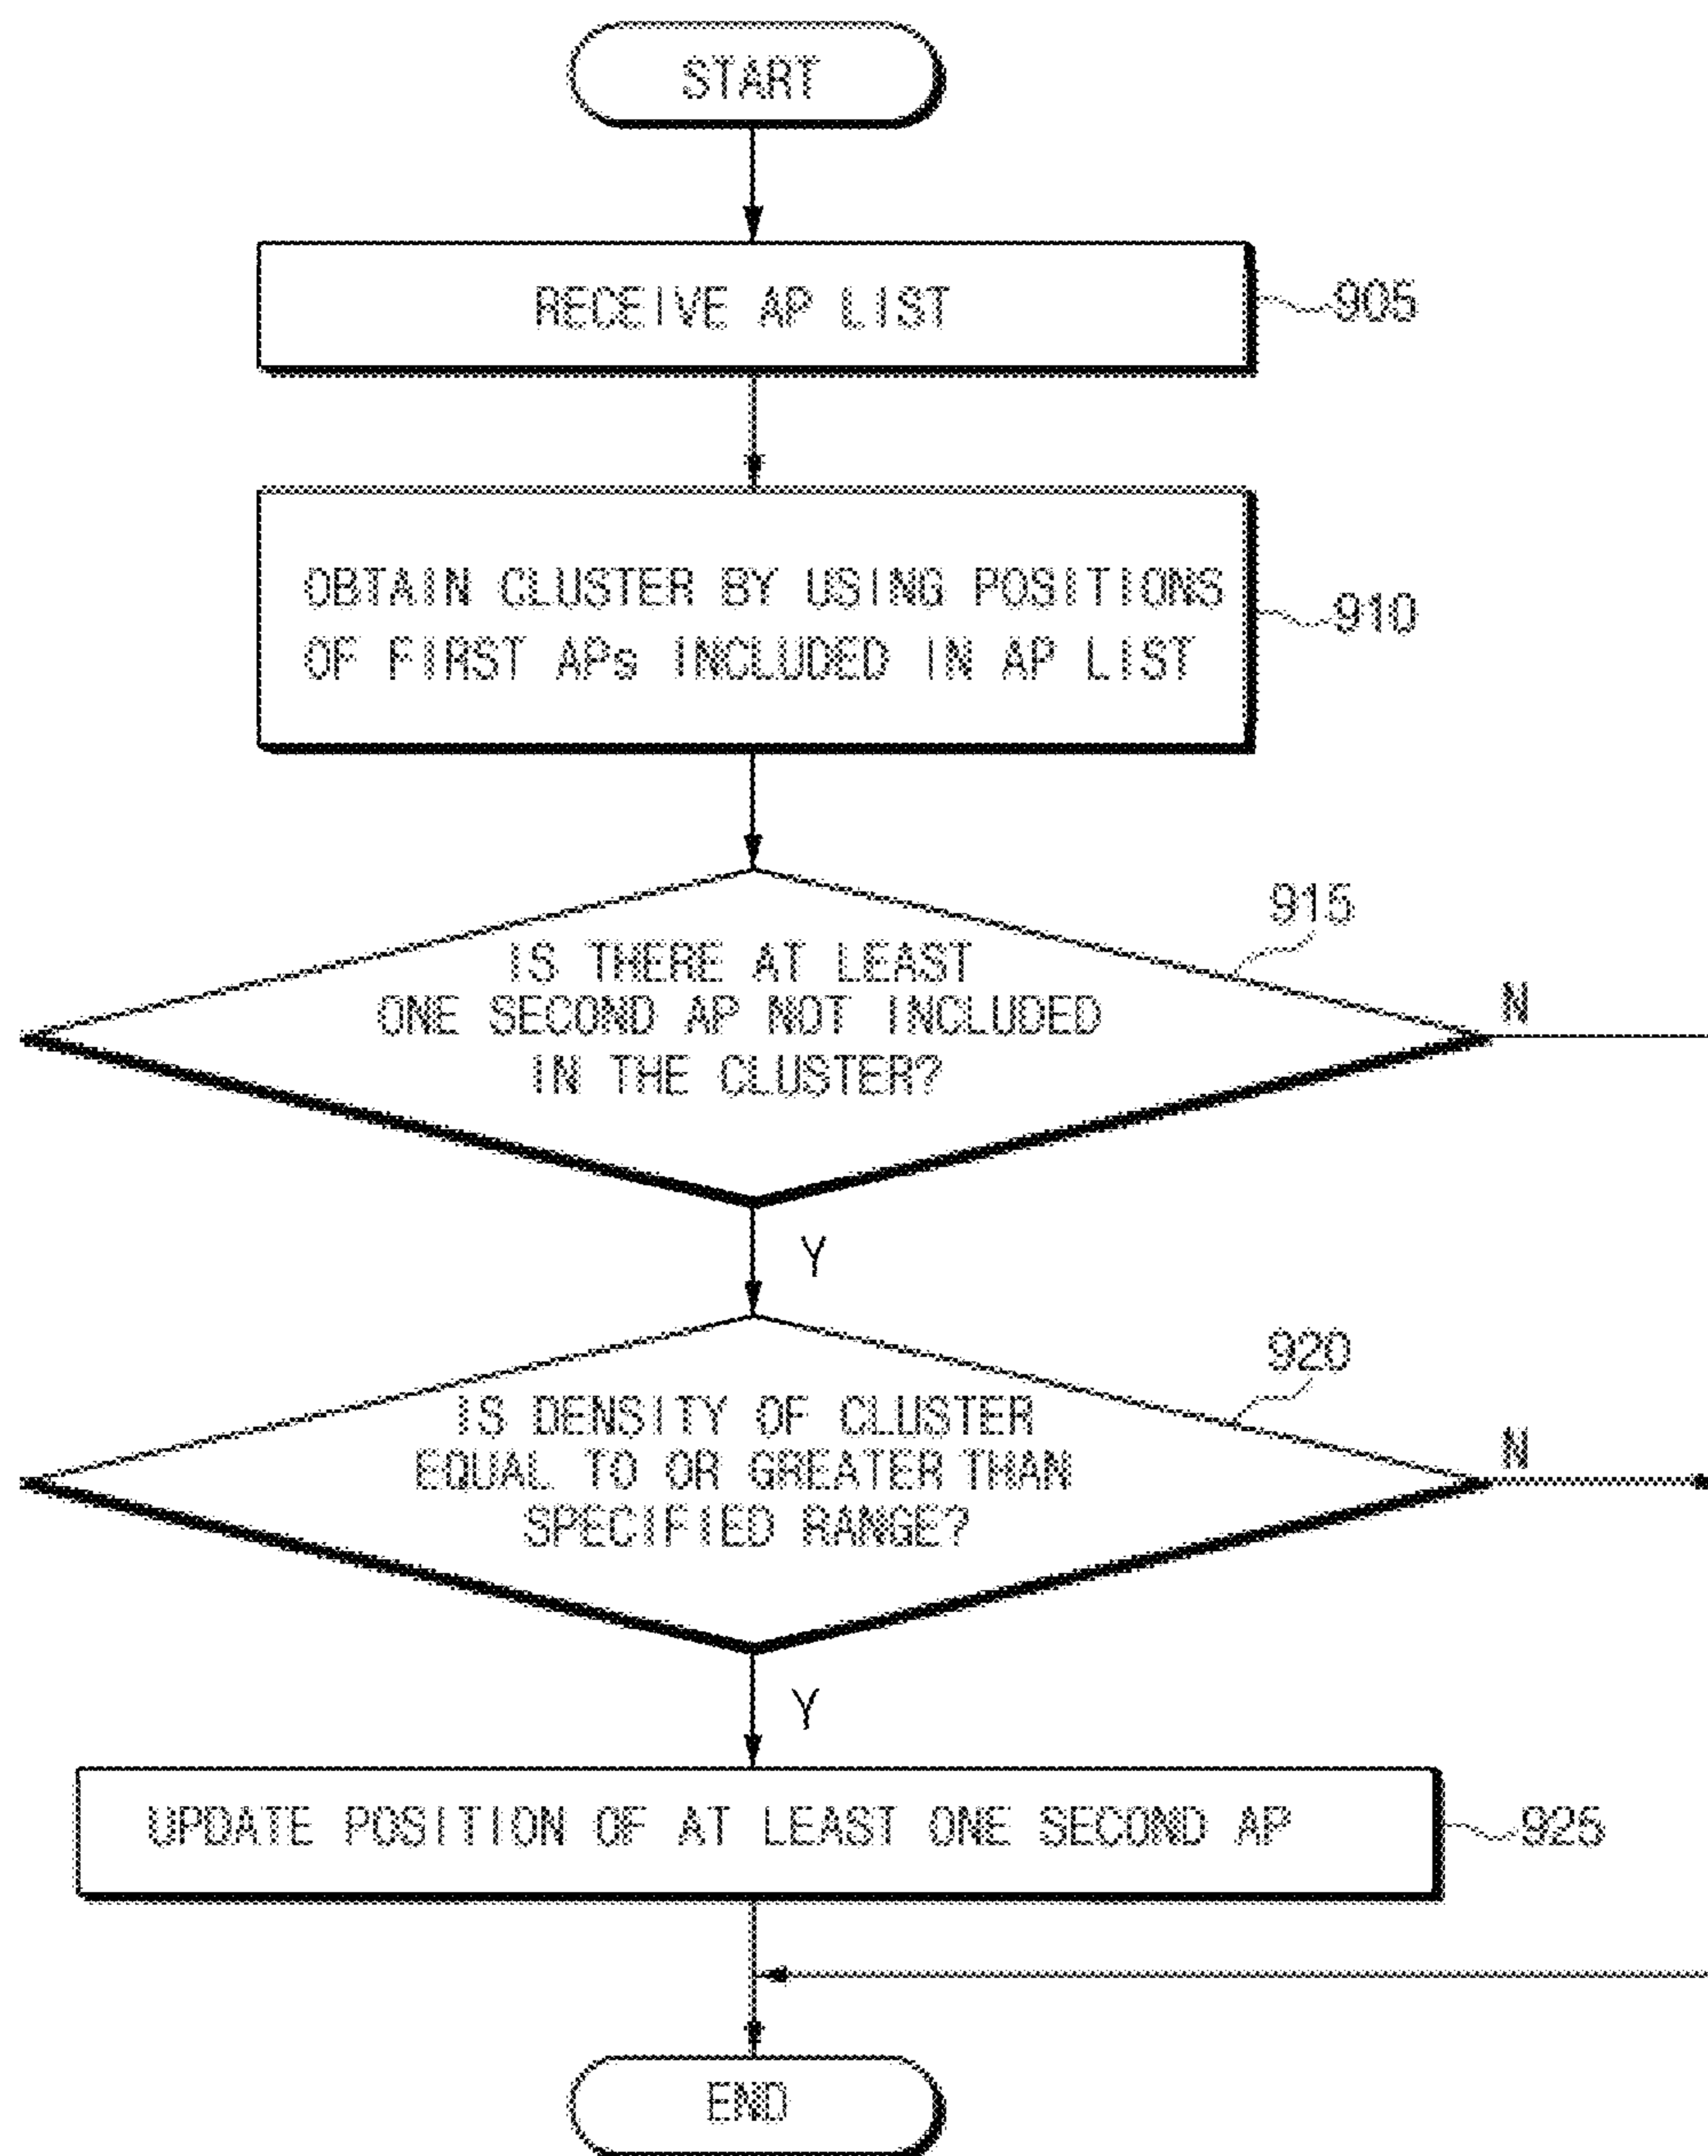 START
RECEIVE AP LIST
905
OBTAIN CLUSTER BY USING POSITIONS
OF FIRST APs INCLUDED IN AP LIST
910
915
IS THERE AT LEAST
ONE SECOND AP NOT INCLUDED
IN THE CLUSTER?
N
Y
920
IS DENSITY OF CLUSTER
EQUAL TO OR GREATER THAN
SPECIFIED RANGE?
N
Y
UPDATE POSITION OF AT LEAST ONE SECOND AP
925
END